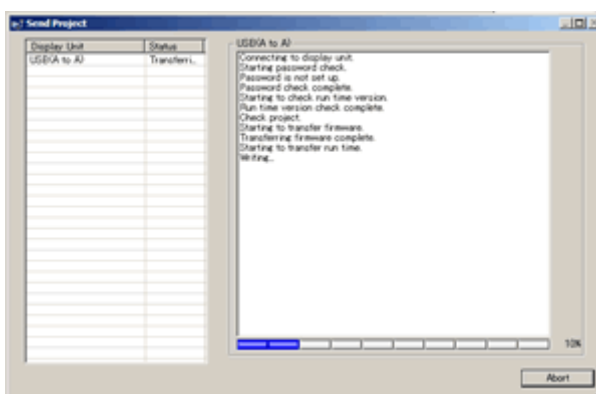 Send Project
Display Unit Status
USB(A to A) Transferri..
USB(A to A)
Connecting to display unit.
Starting password check.
Password is not set up.
Password check complete.
Starting to check run time version.
Run time version check complete.
Check project.
Starting to transfer firmware.
Transferring firmware complete.
Starting to transfer run time.
Writing...
10%
Abort